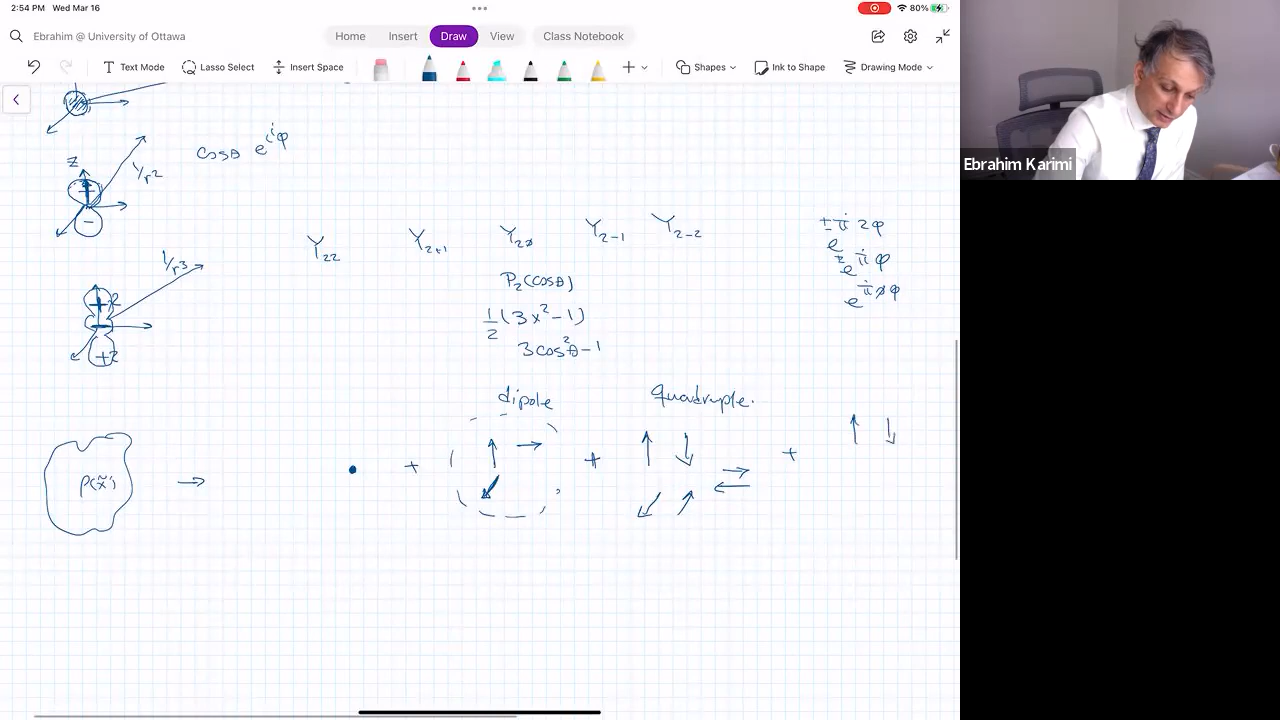 2:54 PM Wed Mar 16
80%
Ebrahim @ University of Ottawa
Home Insert Draw View Class Notebook
Text Mode Lasso Select Insert Space Shapes Ink to Shape Drawing Mode
Ebrahim Karimi
cosθ e^{iφ}
z
1/r2
-
Y22 Y2+1 Y20 Y2-1 Y2-2
e^{±i2φ}
e^{±iφ}
e^{i0φ}
1/r3
P2(cosθ)
1/2 (3x²-1)
3cos²θ-1
+2
+2
dipole
quadruple.
ρ(x̃') → • + + +